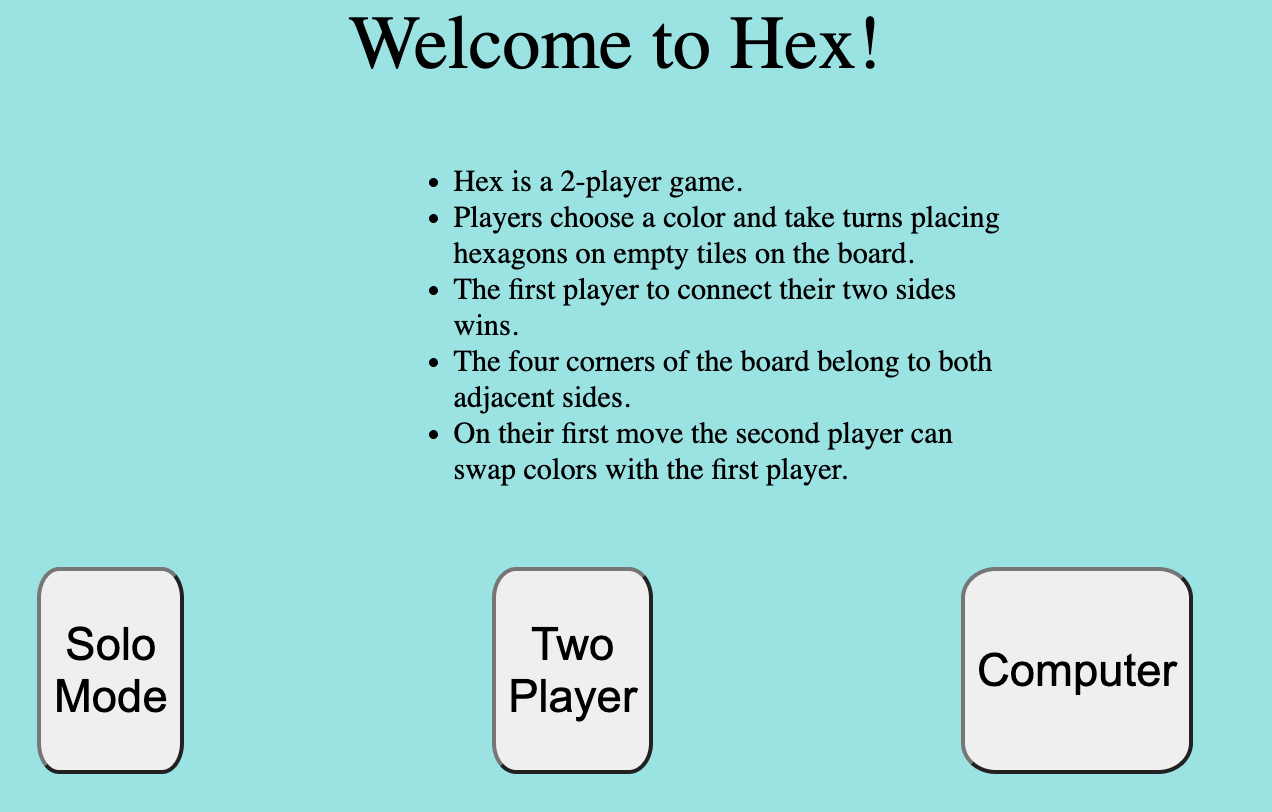 Welcome to Hex!
• Hex is a 2-player game.
• Players choose a color and take turns placing
hexagons on empty tiles on the board.
• The first player to connect their two sides
wins.
• The four corners of the board belong to both
adjacent sides.
• On their first move the second player can
swap colors with the first player.
Solo
Mode
Two
Player
Computer